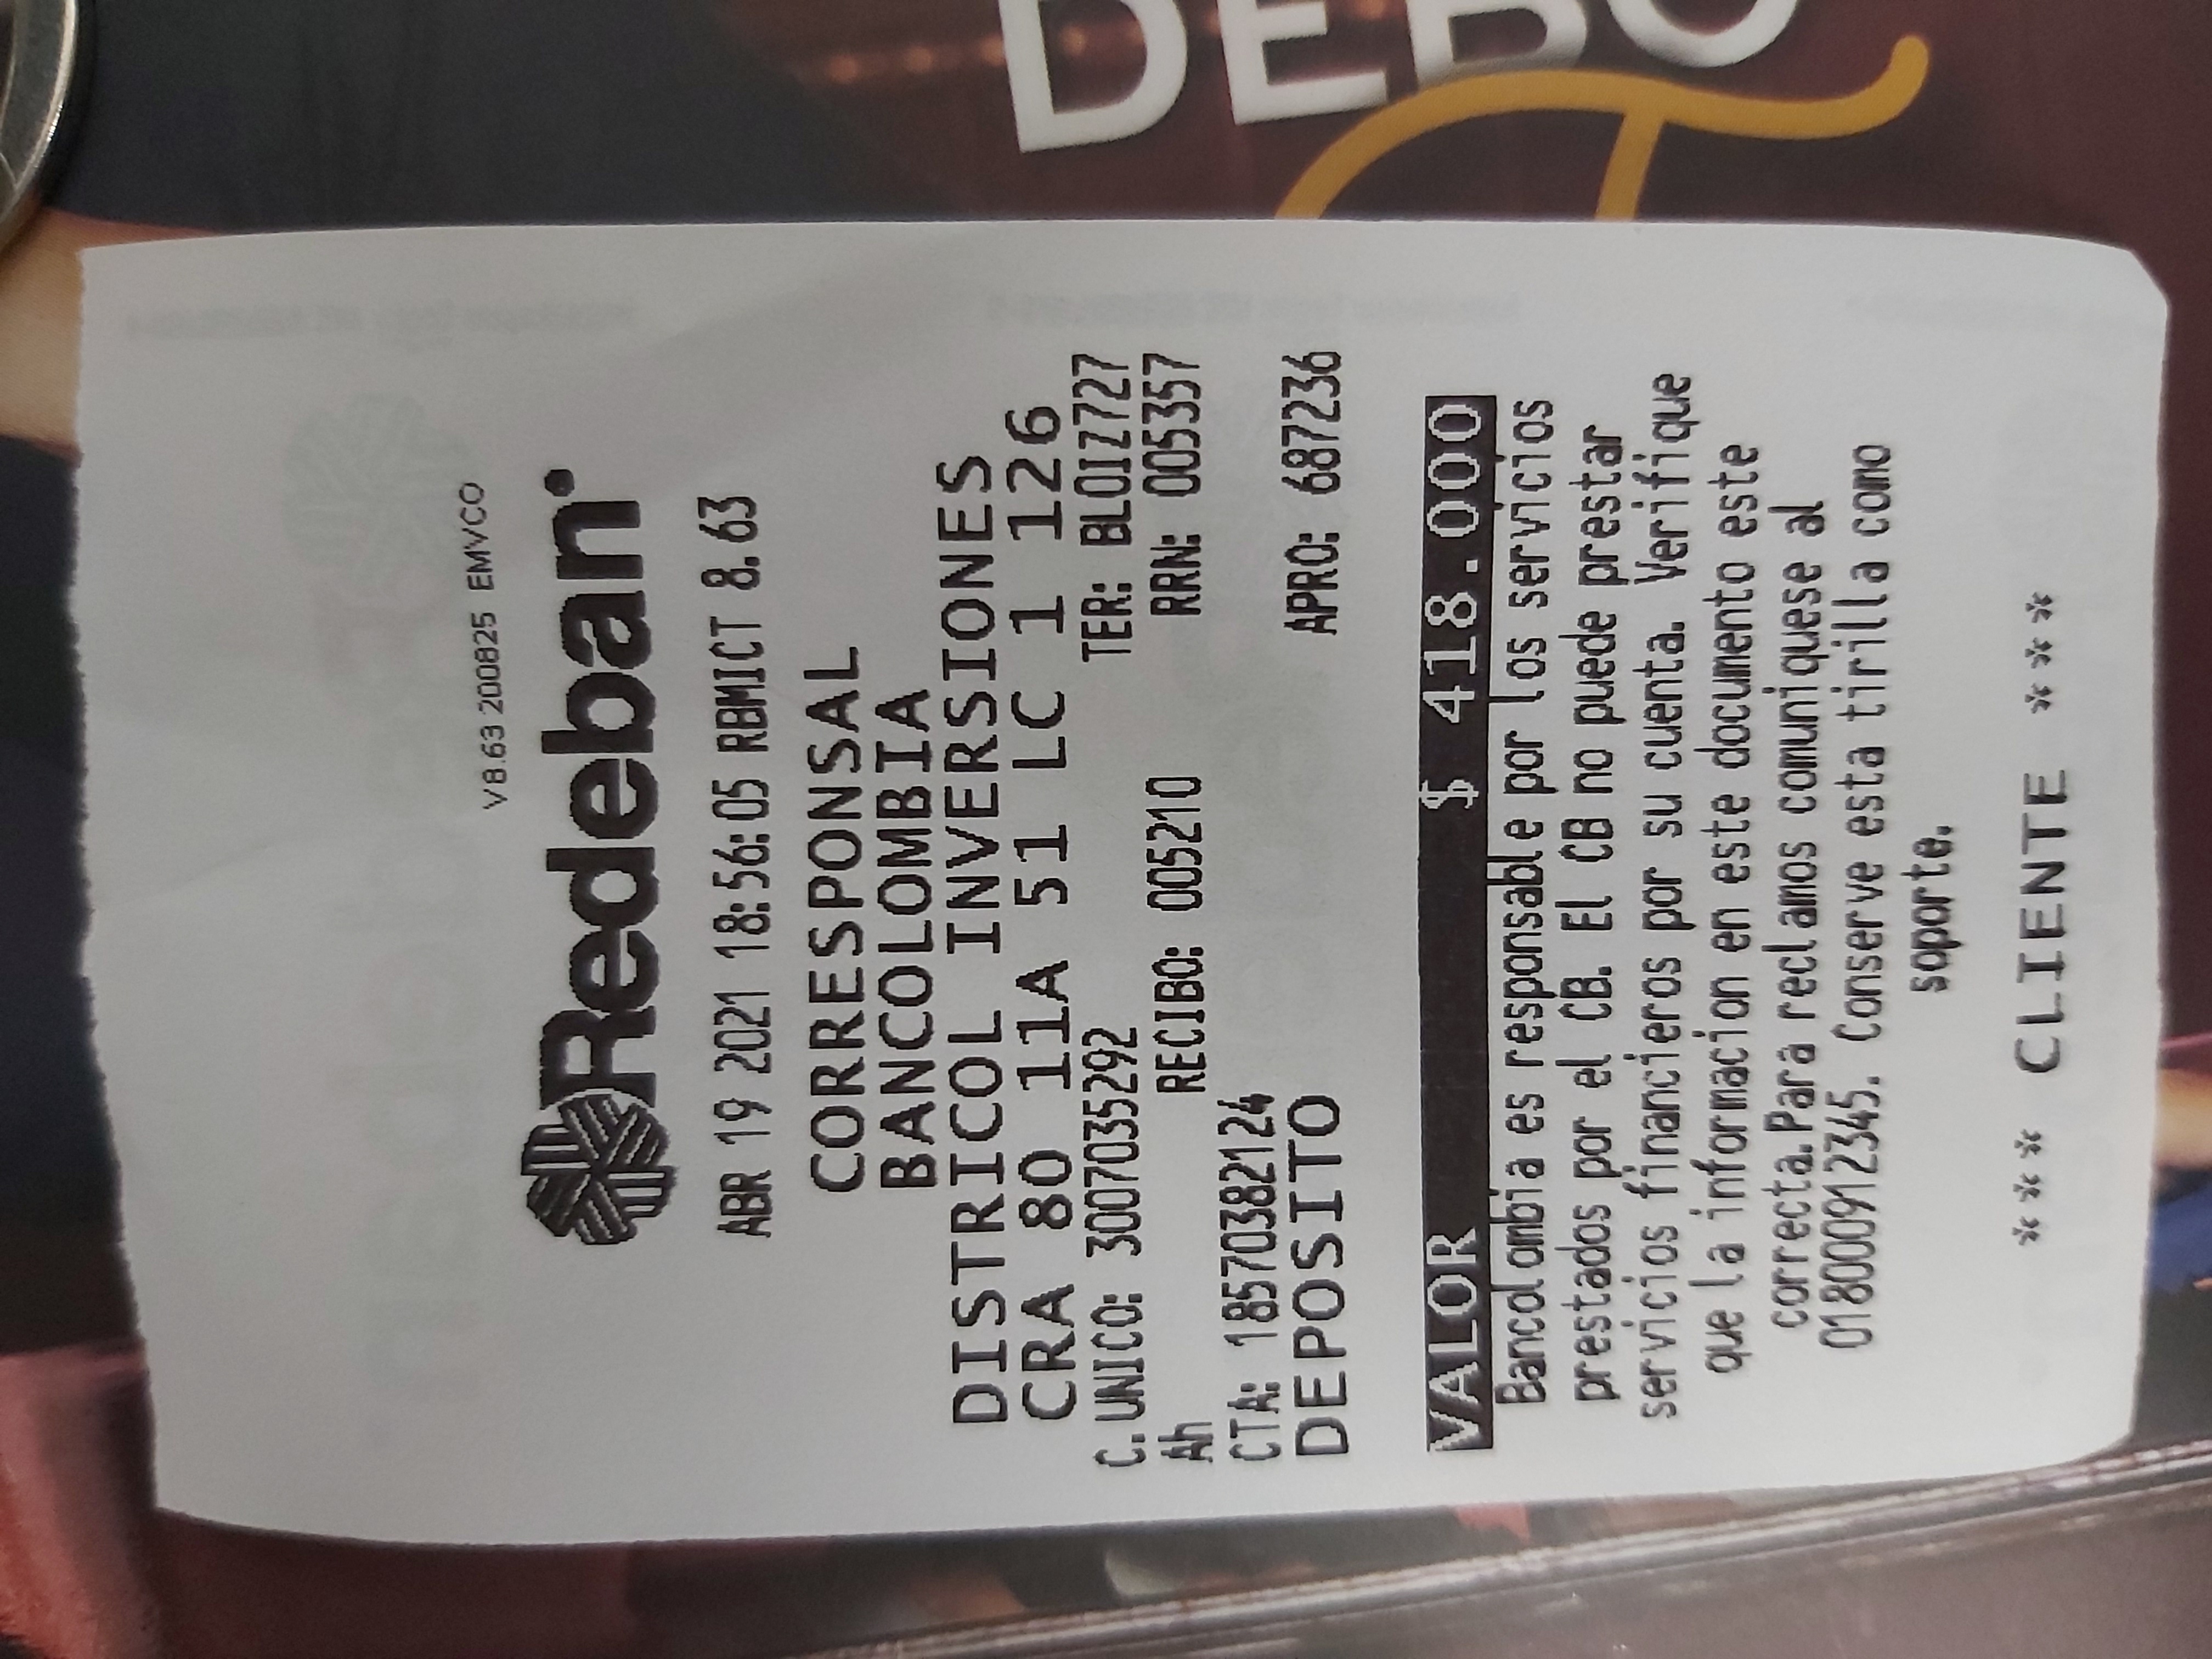 DEBO
V8.63 200825 EMVCO
Redeban
ABR 19 2021 18:56:05 RBMICT 8.63
CORRESPONSAL
BANCOLOMBIA
DISTRICOL INVERSIONES
CRA 80 11A 51 LC 1 126
C.UNICO: 3007035292 TER: BLOIZ727
Ah RECIBO: 005210 RRN: 005357
CTA: 18570382124
DEPOSITO APRO: 687236
VALOR $ 418.000
Bancolombia es responsable por los servicios
prestados por el CB. El CB no puede prestar
servicios financieros por su cuenta. Verifique
que la informacion en este documento este
correcta.Para reclamos comuniquese al
018000912345. Conserve esta tirilla como
soporte.
*** CLIENTE ***